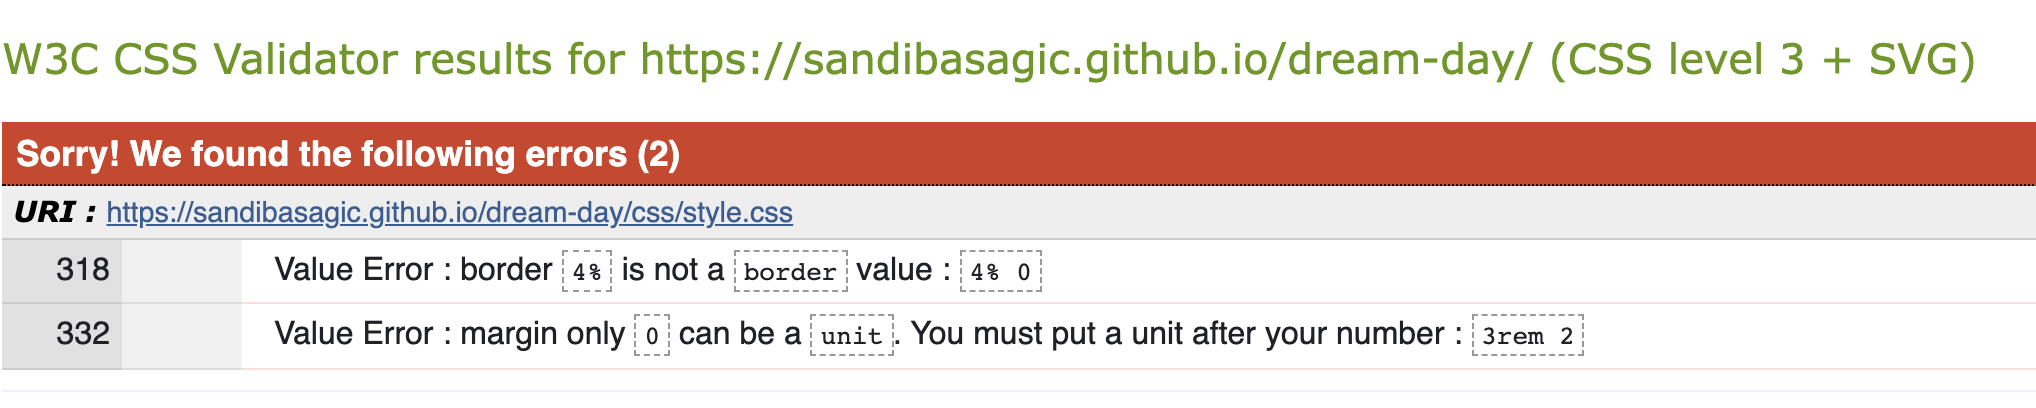 W3C CSS Validator results for https://sandibasagic.github.io/dream-day/ (CSS level 3 + SVG)
Sorry! We found the following errors (2)
URI : https://sandibasagic.github.io/dream-day/css/style.css
318 Value Error : border 4% is not a border value : 4% 0
332 Value Error : margin only 0 can be a unit. You must put a unit after your number : 3rem 2